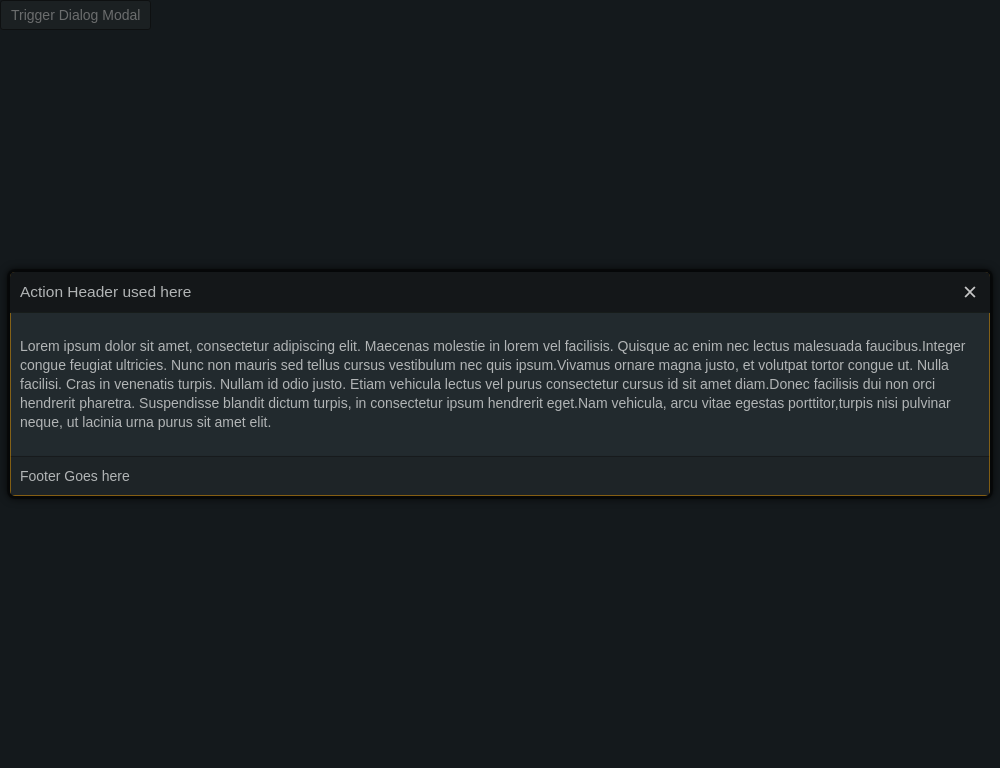 Trigger Dialog Modal
Action Header used here
Lorem ipsum dolor sit amet, consectetur adipiscing elit. Maecenas molestie in lorem vel facilisis. Quisque ac enim nec lectus malesuada faucibus.Integer
congue feugiat ultricies. Nunc non mauris sed tellus cursus vestibulum nec quis ipsum.Vivamus ornare magna justo, et volutpat tortor congue ut. Nulla
facilisi. Cras in venenatis turpis. Nullam id odio justo. Etiam vehicula lectus vel purus consectetur cursus id sit amet diam.Donec facilisis dui non orci
hendrerit pharetra. Suspendisse blandit dictum turpis, in consectetur ipsum hendrerit eget.Nam vehicula, arcu vitae egestas porttitor,turpis nisi pulvinar
neque, ut lacinia urna purus sit amet elit.
Footer Goes here